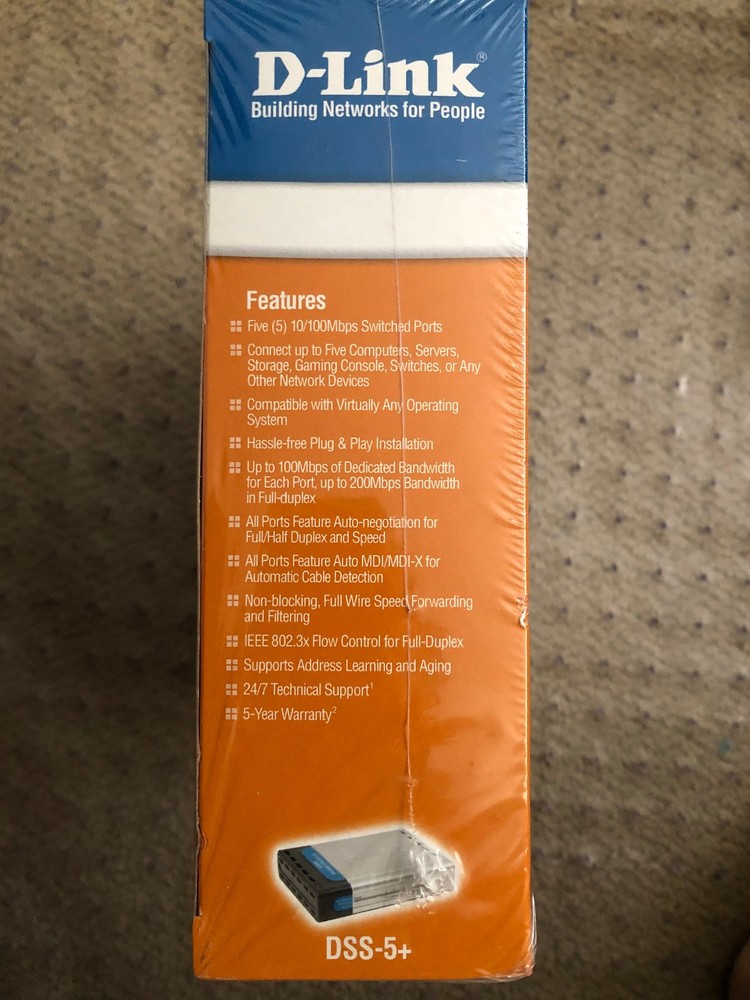 D-Link®
Building Networks for People
Features
Five (5) 10/100Mbps Switched Ports
Connect up to Five Computers, Servers,
Storage, Gaming Console, Switches, or Any
Other Network Devices
Compatible with Virtually Any Operating
System
Hassle-free Plug & Play Installation
Up to 100Mbps of Dedicated Bandwidth
for Each Port, up to 200Mbps Bandwidth
in Full-duplex
All Ports Feature Auto-negotiation for
Full/Half Duplex and Speed
All Ports Feature Auto MDI/MDI-X for
Automatic Cable Detection
Non-blocking, Full Wire Speed Forwarding
and Filtering
IEEE 802.3x Flow Control for Full-Duplex
Supports Address Learning and Aging
24/7 Technical Support¹
5-Year Warranty²
DSS-5+